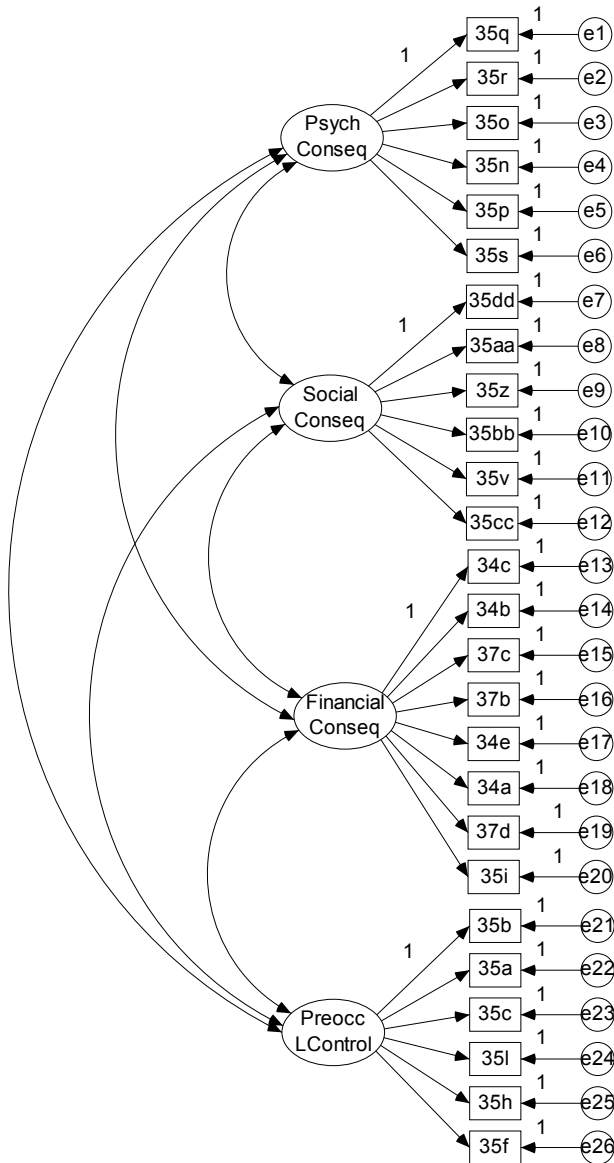 35q 1 e1
1
35r 1 e2
Psych
Conseq
35o 1 e3
35n 1 e4
35p 1 e5
35s 1 e6
35dd 1 e7
1
35aa 1 e8
Social
Conseq
35z 1 e9
35bb 1 e10
35v 1 e11
35cc 1 e12
34c 1 e13
1
34b 1 e14
37c 1 e15
Financial
Conseq
37b 1 e16
34e 1 e17
34a 1 e18
37d 1 e19
35i 1 e20
35b 1 e21
1
35a 1 e22
Preocc
LControl
35c 1 e23
35l 1 e24
35h 1 e25
35f 1 e26